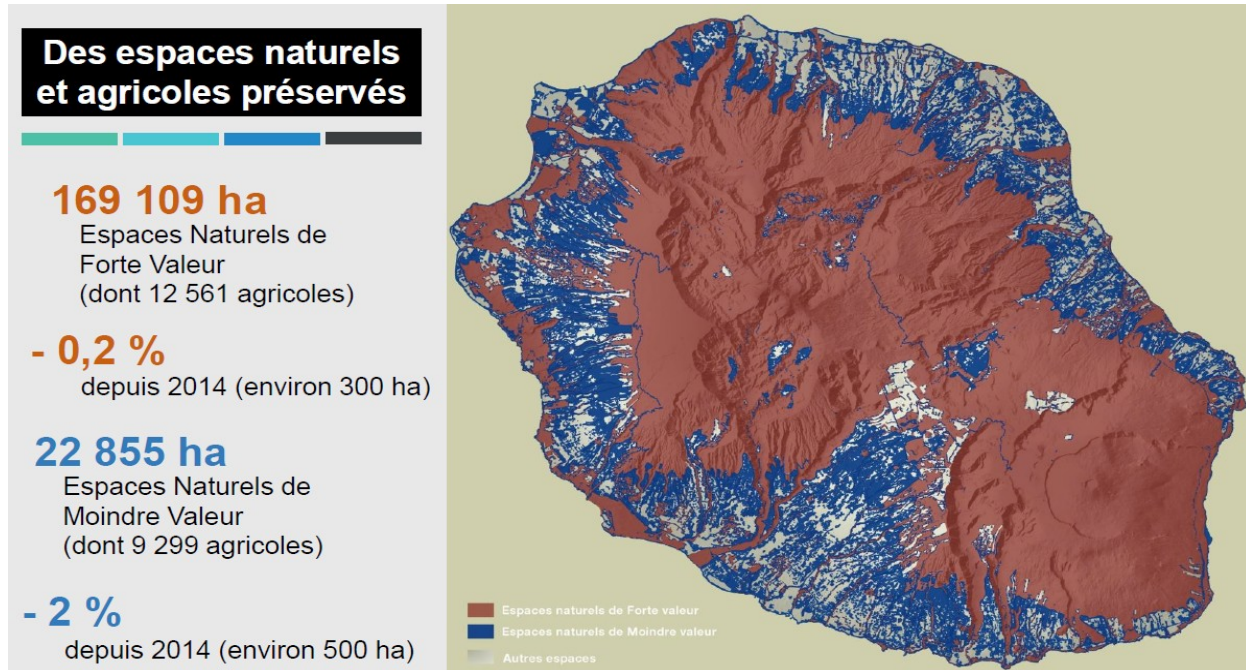 Des espaces naturels
et agricoles préservés
169 109 ha
Espaces Naturels de
Forte Valeur
(dont 12 561 agricoles)
- 0,2 %
depuis 2014 (environ 300 ha)
22 855 ha
Espaces Naturels de
Moindre Valeur
(dont 9 299 agricoles)
- 2 %
depuis 2014 (environ 500 ha)
Espaces naturels de Forte valeur
Espaces naturels de Moindre valeur
Autres espaces